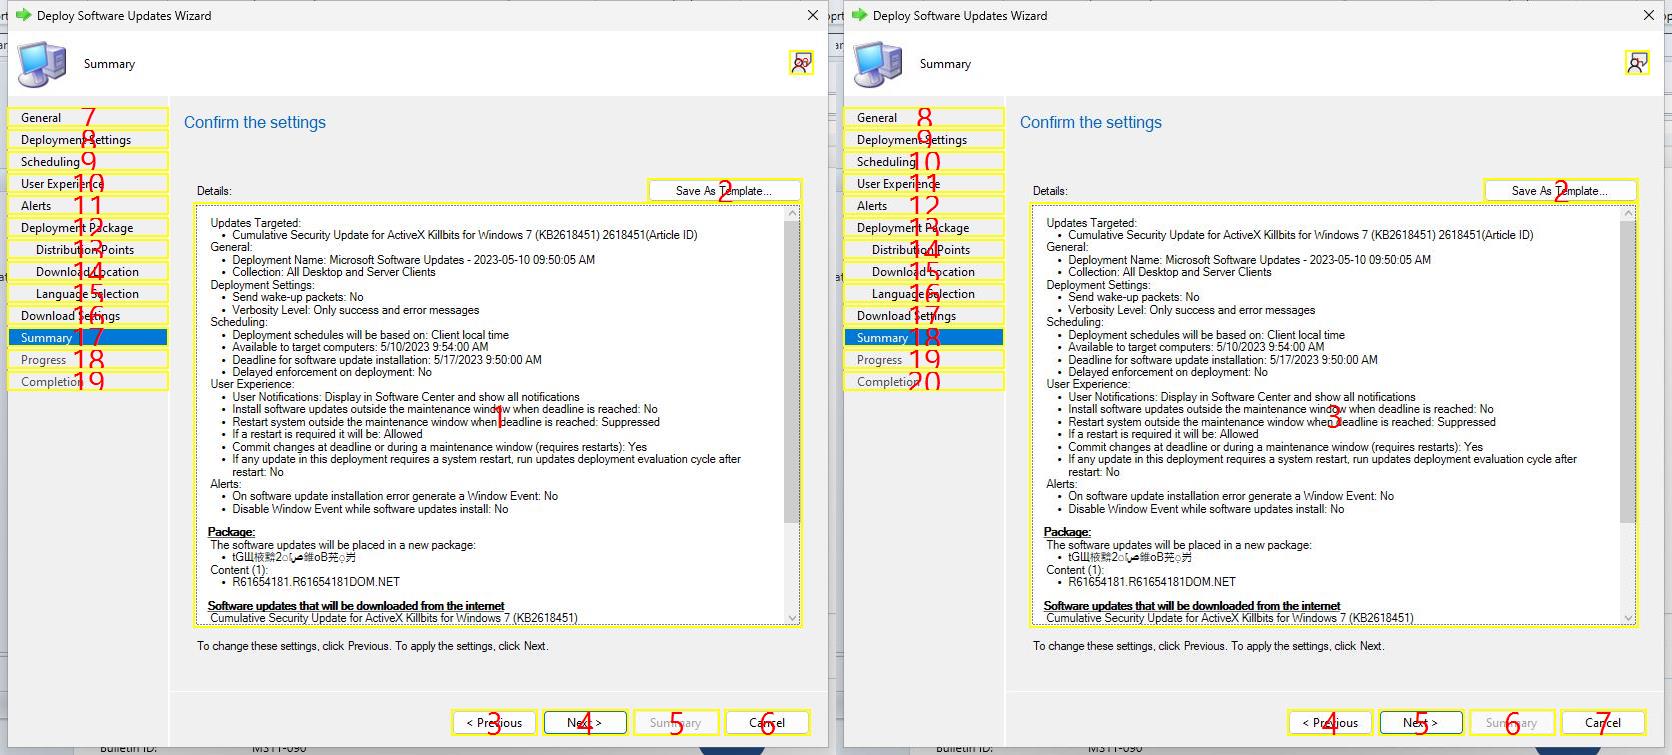 Deploy Software Updates Wizard
Summary
General
Deployment Settings
Scheduling
User Experience
Alerts
Deployment Package
Distribution Points
Download Location
Language Selection
Download Settings
Summary
Progress
Completion
7
8
9
10
11
12
13
14
15
16
17
18
19
Confirm the settings
Details:
Save As Template...
2
Updates Targeted:
• Cumulative Security Update for ActiveX Killbits for Windows 7 (KB2618451) 2618451(Article ID)
General:
• Deployment Name: Microsoft Software Updates - 2023-05-10 09:50:05 AM
• Collection: All Desktop and Server Clients
Deployment Settings:
• Send wake-up packets: No
• Verbosity Level: Only success and error messages
Scheduling:
• Deployment schedules will be based on: Client local time
• Available to target computers: 5/10/2023 9:54:00 AM
• Deadline for software update installation: 5/17/2023 9:50:00 AM
• Delayed enforcement on deployment: No
User Experience:
• User Notifications: Display in Software Center and show all notifications
• Install software updates outside the maintenance window when deadline is reached: No
• Restart system outside the maintenance window when deadline is reached: Suppressed
• If a restart is required it will be: Allowed
• Commit changes at deadline or during a maintenance window (requires restarts): Yes
• If any update in this deployment requires a system restart, run updates deployment evaluation cycle after
restart: No
Alerts:
• On software update installation error generate a Window Event: No
• Disable Window Event while software updates install: No
1
Package:
The software updates will be placed in a new package:
Content (1):
• R61654181.R61654181DOM.NET
Software updates that will be downloaded from the internet
Cumulative Security Update for ActiveX Killbits for Windows 7 (KB2618451)
To change these settings, click Previous. To apply the settings, click Next.
< Previous
Next >
Summary
Cancel
3
4
5
6
Bulletin ID:
MS11-090
Deploy Software Updates Wizard
Summary
General
Deployment Settings
Scheduling
User Experience
Alerts
Deployment Package
Distribution Points
Download Location
Language Selection
Download Settings
Summary
Progress
Completion
8
9
10
11
12
13
14
15
16
17
18
19
20
Confirm the settings
Details:
Save As Template...
2
Updates Targeted:
• Cumulative Security Update for ActiveX Killbits for Windows 7 (KB2618451) 2618451(Article ID)
General:
• Deployment Name: Microsoft Software Updates - 2023-05-10 09:50:05 AM
• Collection: All Desktop and Server Clients
Deployment Settings:
• Send wake-up packets: No
• Verbosity Level: Only success and error messages
Scheduling:
• Deployment schedules will be based on: Client local time
• Available to target computers: 5/10/2023 9:54:00 AM
• Deadline for software update installation: 5/17/2023 9:50:00 AM
• Delayed enforcement on deployment: No
User Experience:
• User Notifications: Display in Software Center and show all notifications
• Install software updates outside the maintenance window when deadline is reached: No
• Restart system outside the maintenance window when deadline is reached: Suppressed
• If a restart is required it will be: Allowed
• Commit changes at deadline or during a maintenance window (requires restarts): Yes
• If any update in this deployment requires a system restart, run updates deployment evaluation cycle after
restart: No
Alerts:
• On software update installation error generate a Window Event: No
• Disable Window Event while software updates install: No
3
Package:
The software updates will be placed in a new package:
Content (1):
• R61654181.R61654181DOM.NET
Software updates that will be downloaded from the internet
Cumulative Security Update for ActiveX Killbits for Windows 7 (KB2618451)
To change these settings, click Previous. To apply the settings, click Next.
< Previous
Next >
Summary
Cancel
4
5
6
7
Bulletin ID:
MS11-090